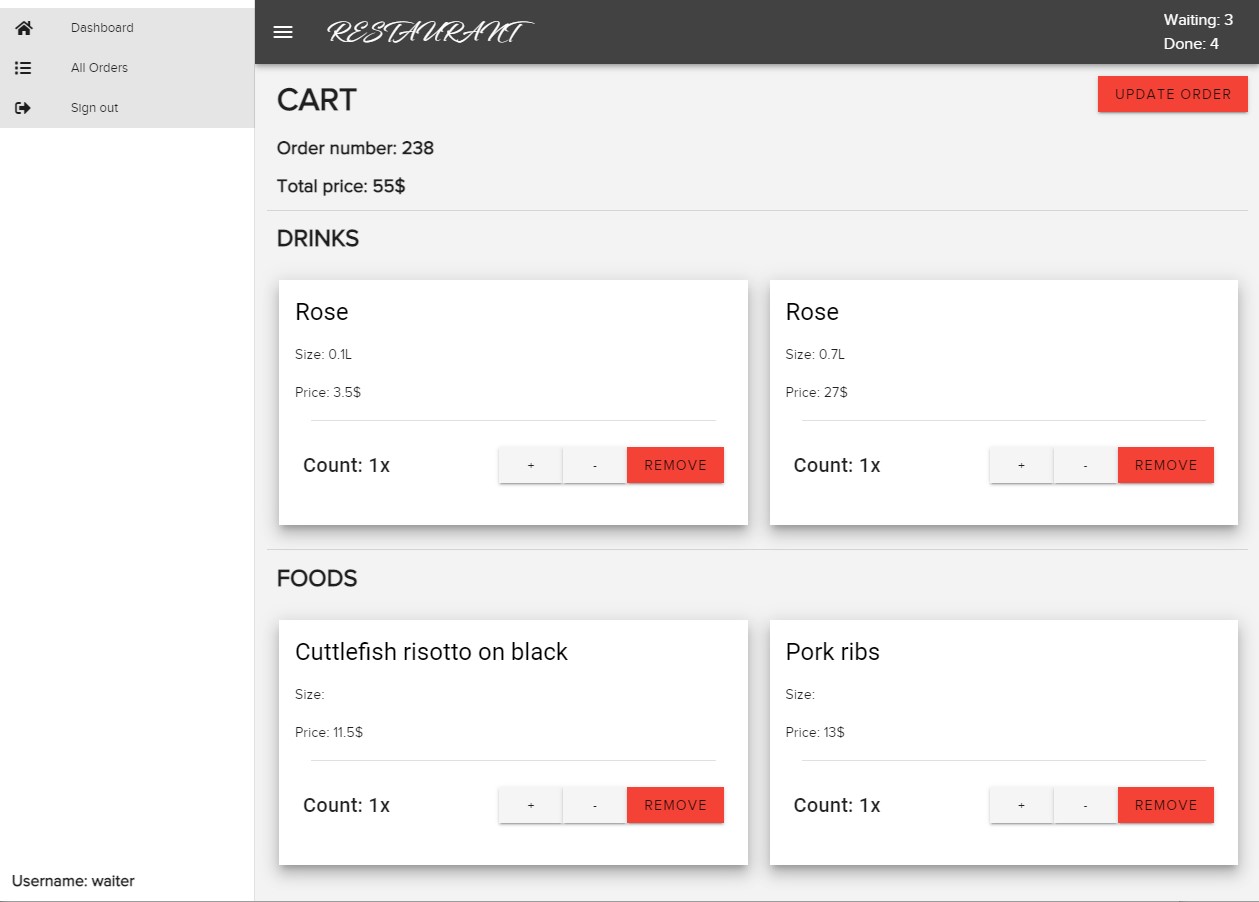 Dashboard
All Orders
Sign out
RESTAURANT
Waiting: 3
Done: 4
CART
UPDATE ORDER
Order number: 238
Total price: 55$
DRINKS
Rose
Size: 0.1L
Price: 3.5$
Count: 1x
+
-
REMOVE
Rose
Size: 0.7L
Price: 27$
Count: 1x
+
-
REMOVE
FOODS
Cuttlefish risotto on black
Size:
Price: 11.5$
Count: 1x
+
-
REMOVE
Pork ribs
Size:
Price: 13$
Count: 1x
+
-
REMOVE
Username: waiter